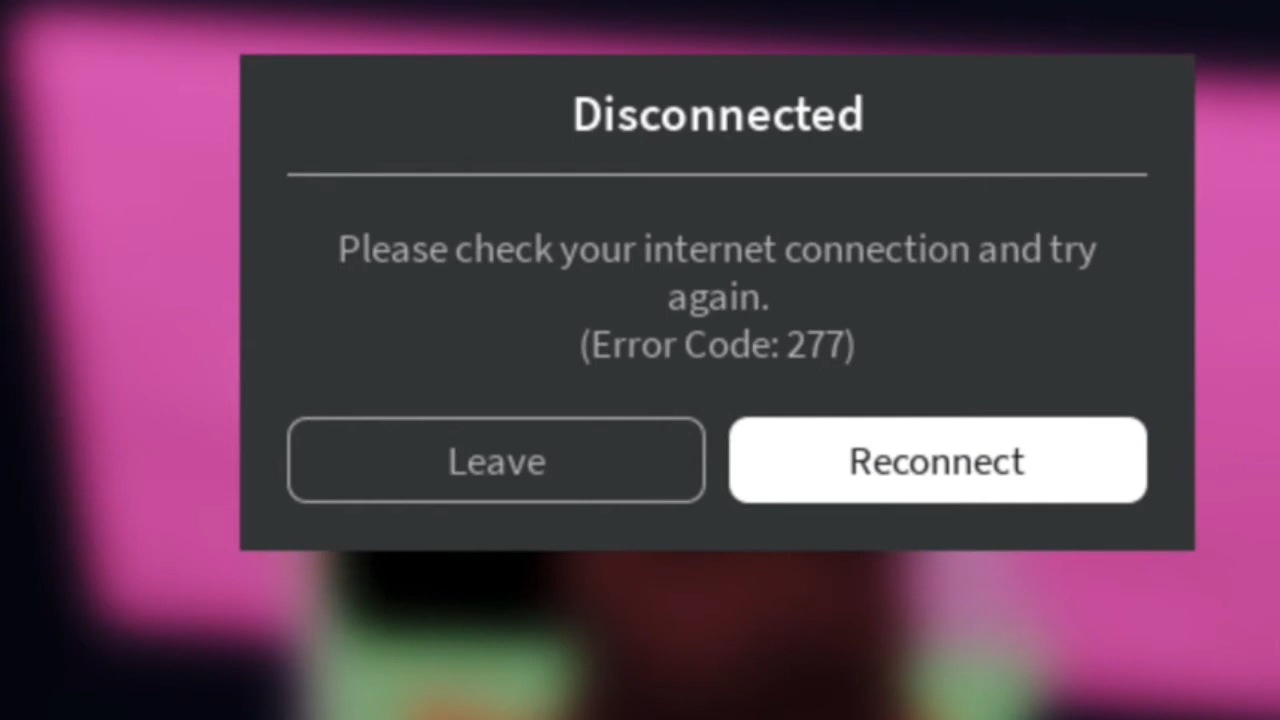 Disconnected
Please check your internet connection and try
again.
(Error Code: 277)
Leave
Reconnect